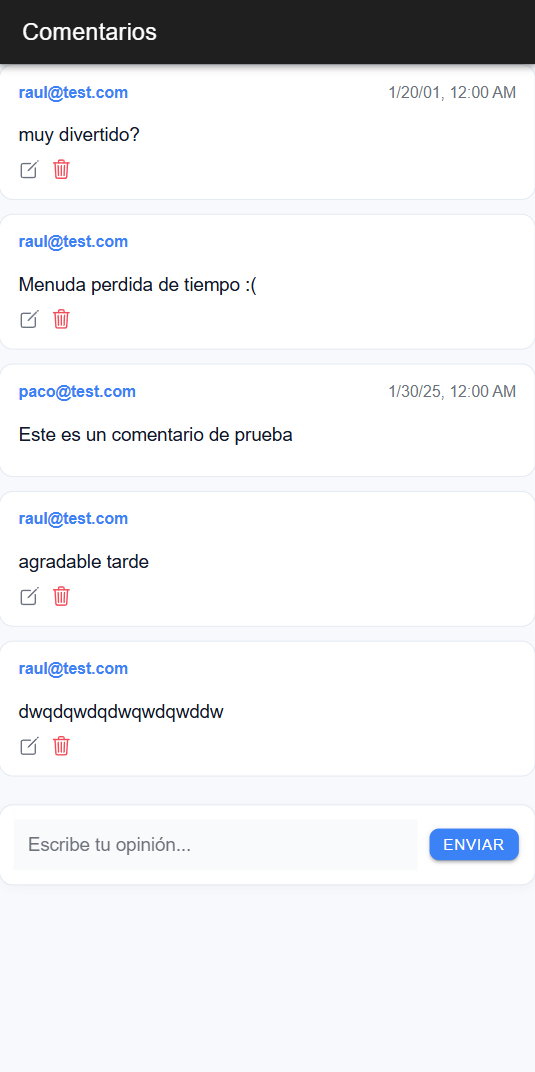 Comentarios
raul@test.com 1/20/01, 12:00 AM
muy divertido?
raul@test.com
Menuda perdida de tiempo :(
paco@test.com 1/30/25, 12:00 AM
Este es un comentario de prueba
raul@test.com
agradable tarde
raul@test.com
dwqdqwdqdwqwdqwddw
Escribe tu opinión... ENVIAR